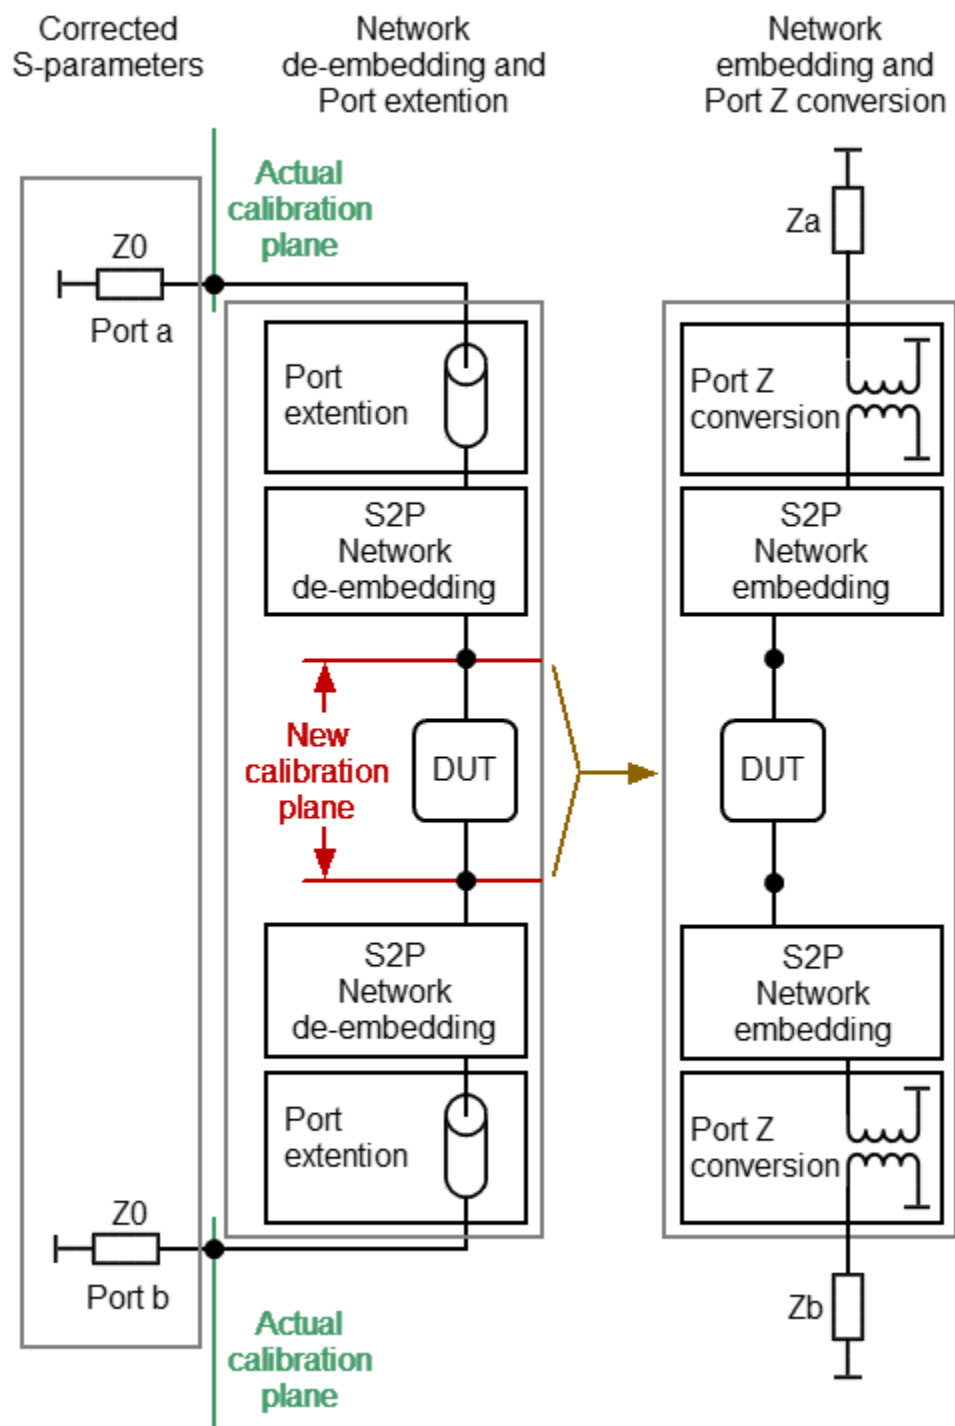 Corrected
S-parameters
Network
de-embedding and
Port extention
Network
embedding and
Port Z conversion
Actual
calibration
plane
Z0
Port a
Za
Port
extention
Port Z
conversion
S2P
Network
de-embedding
S2P
Network
embedding
New
calibration
plane
DUT
DUT
S2P
Network
de-embedding
S2P
Network
embedding
Port
extention
Port Z
conversion
Z0
Port b
Zb
Actual
calibration
plane